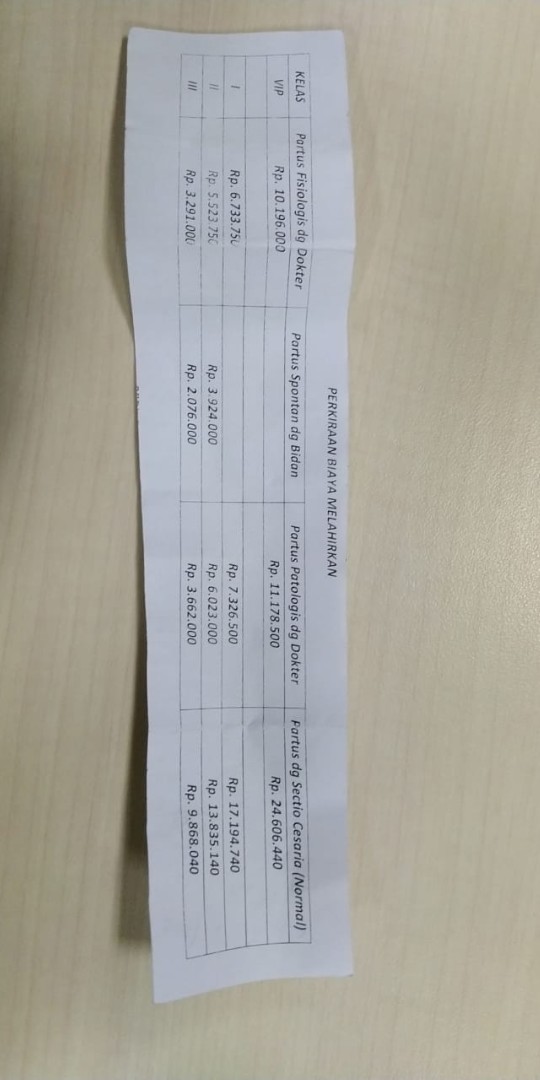 PERKIRAAN BIAYA MELAHIRKAN
KELAS Partus Fisiologis dg Dokter Partus Spontan dg Bidan Partus Patologis dg Dokter Partus dg Sectio Cesaria (Normal)
VIP Rp. 10.196.000 Rp. 11.178.500 Rp. 24.606.440
I Rp. 6.733.750 Rp. 7.326.500 Rp. 17.194.740
II Rp. 5.523.750 Rp. 3.924.000 Rp. 6.023.000 Rp. 13.835.140
III Rp. 3.291.000 Rp. 2.076.000 Rp. 3.662.000 Rp. 9.868.040